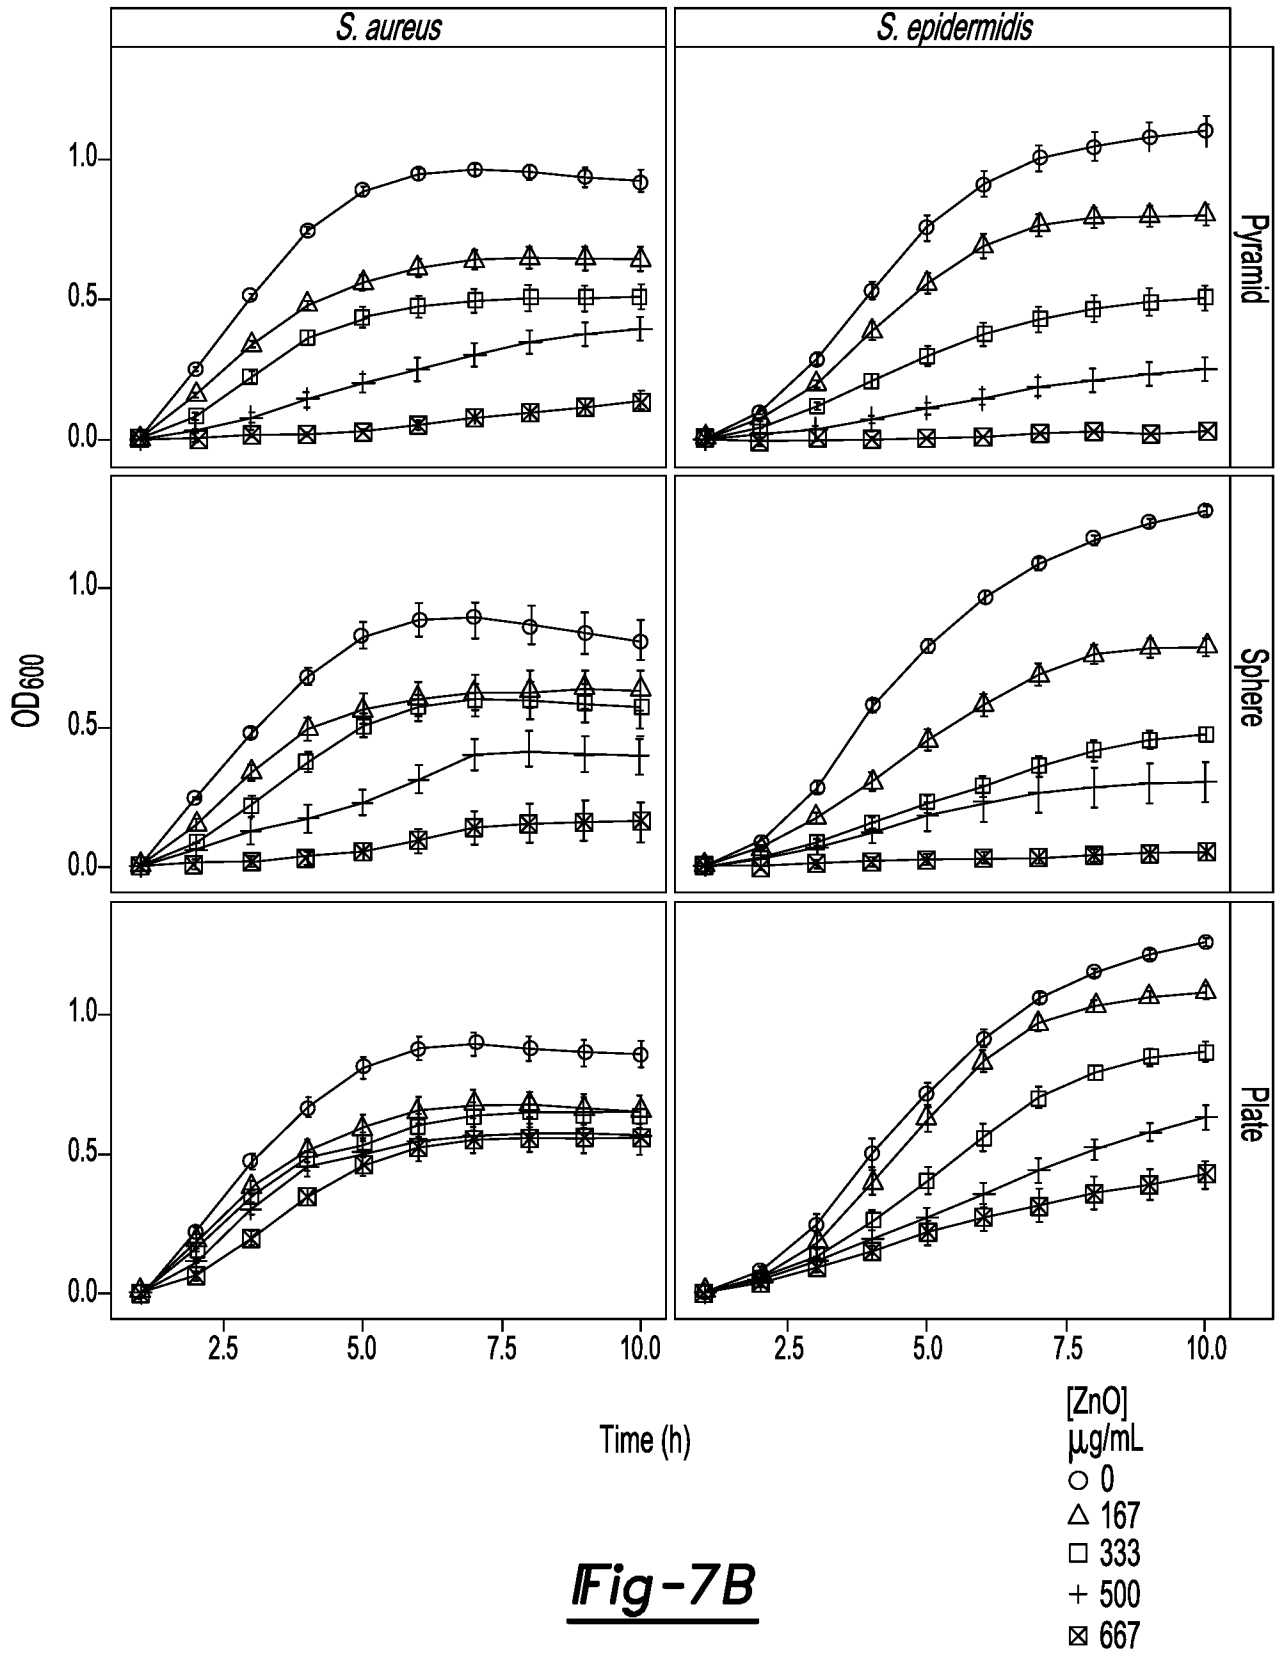 S. aureus
S. epidermidis
1.0
0.5
0.0
Pyramid
1.0
0.5
0.0
Sphere
OD600
1.0
0.5
0.0
Plate
2.5 5.0 7.5 10.0
2.5 5.0 7.5 10.0
Time (h)
[ZnO]
μg/mL
0
167
333
500
667
Fig-7B